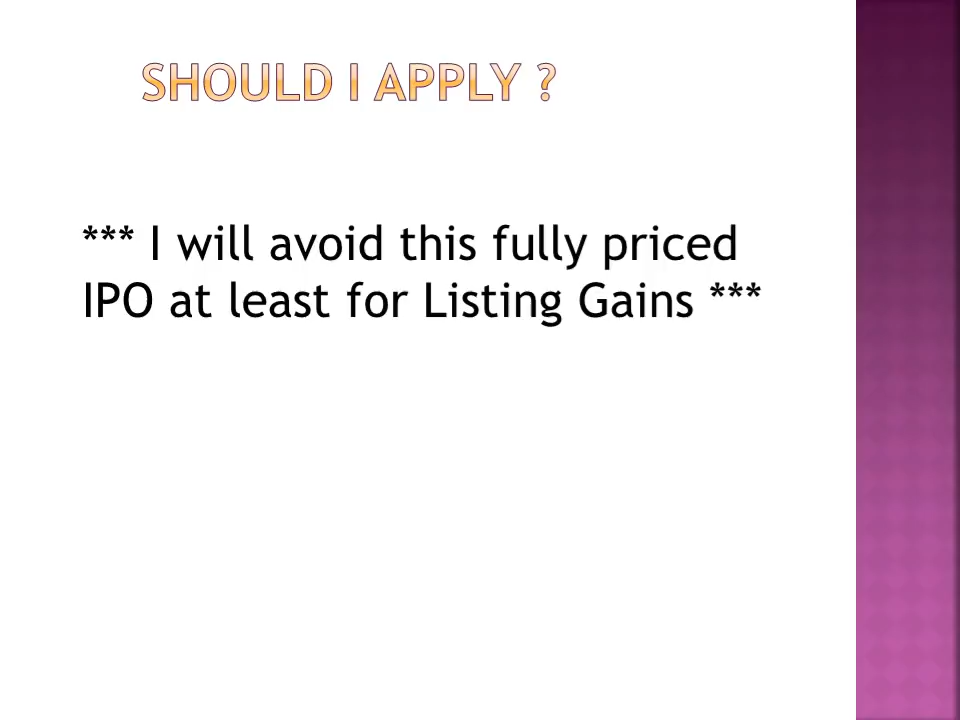 SHOULD I APPLY ?
*** I will avoid this fully priced
IPO at least for Listing Gains ***